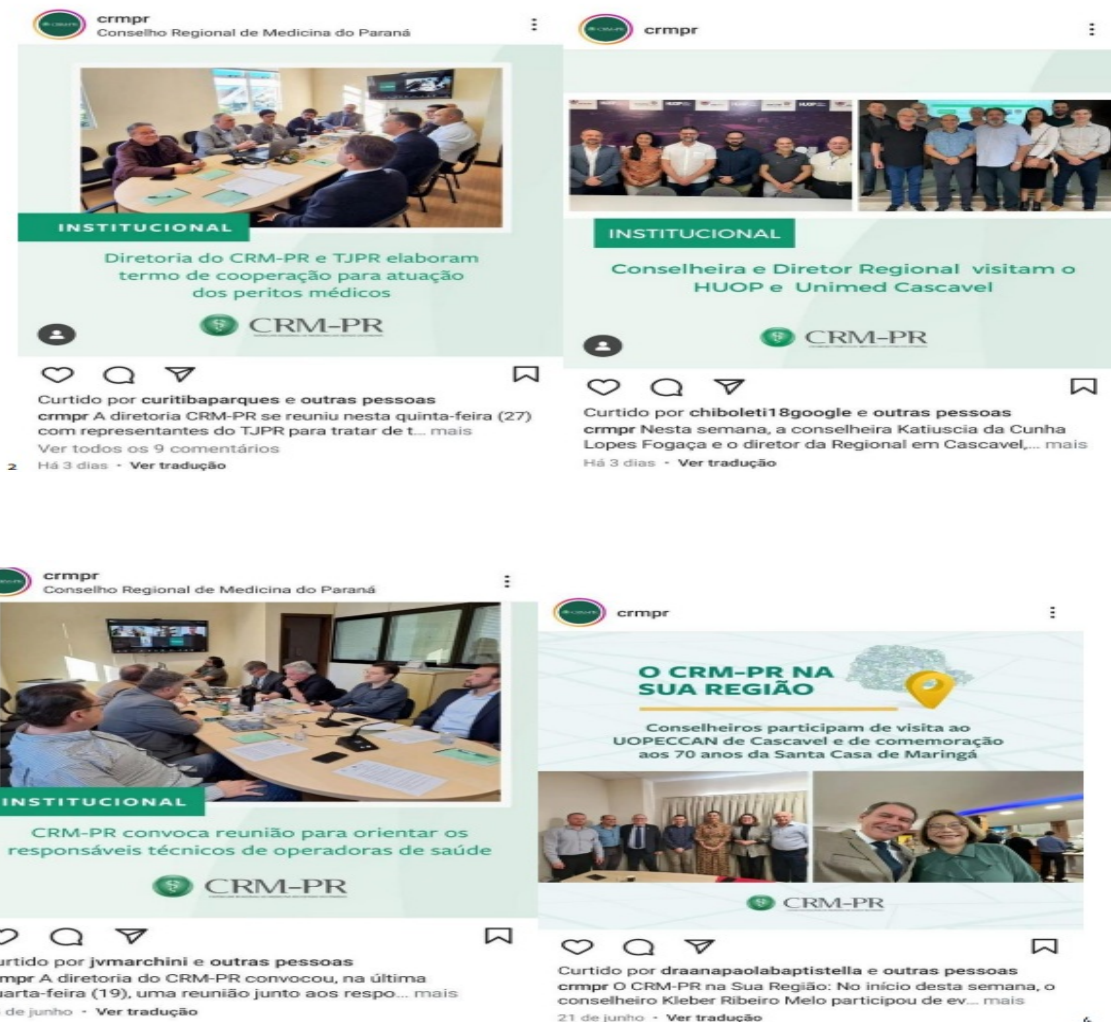 crmpr
Conselho Regional de Medicina do Paraná
INSTITUCIONAL
Diretoria do CRM-PR e TJPR elaboram
termo de cooperação para atuação
dos peritos médicos
CRM-PR
Curtido por curitibaparques e outras pessoas
crmpr A diretoria CRM-PR se reuniu nesta quinta-feira (27)
com representantes do TJPR para tratar de t... mais
Ver todos os 9 comentários
Há 3 dias • Ver tradução
2
crmpr
HUOP
INSTITUCIONAL
Conselheira e Diretor Regional visitam o
HUOP e Unimed Cascavel
CRM-PR
Curtido por chiboleti18google e outras pessoas
crmpr Nesta semana, a conselheira Katiuscia da Cunha
Lopes Fogaça e o diretor da Regional em Cascavel,... mais
Há 3 dias • Ver tradução
crmpr
Conselho Regional de Medicina do Paraná
INSTITUCIONAL
CRM-PR convoca reunião para orientar os
responsáveis técnicos de operadoras de saúde
CRM-PR
urtido por jvmarchini e outras pessoas
mpr A diretoria do CRM-PR convocou, na última
uarta-feira (19), uma reunião junto aos respo... mais
de junho • Ver tradução
crmpr
O CRM-PR NA
SUA REGIÃO
Conselheiros participam de visita ao
UOPECCAN de Cascavel e de comemoração
aos 70 anos da Santa Casa de Maringá
CRM-PR
Curtido por draanapaolabaptistella e outras pessoas
crmpr O CRM-PR na Sua Região: No início desta semana, o
conselheiro Kleber Ribeiro Melo participou de ev... mais
21 de junho • Ver tradução